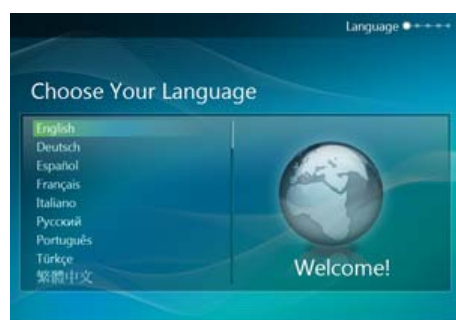 Language
Choose Your Language
English
Deutsch
Español
Français
Italiano
Русский
Português
Türkçe
繁體中文
Welcome!